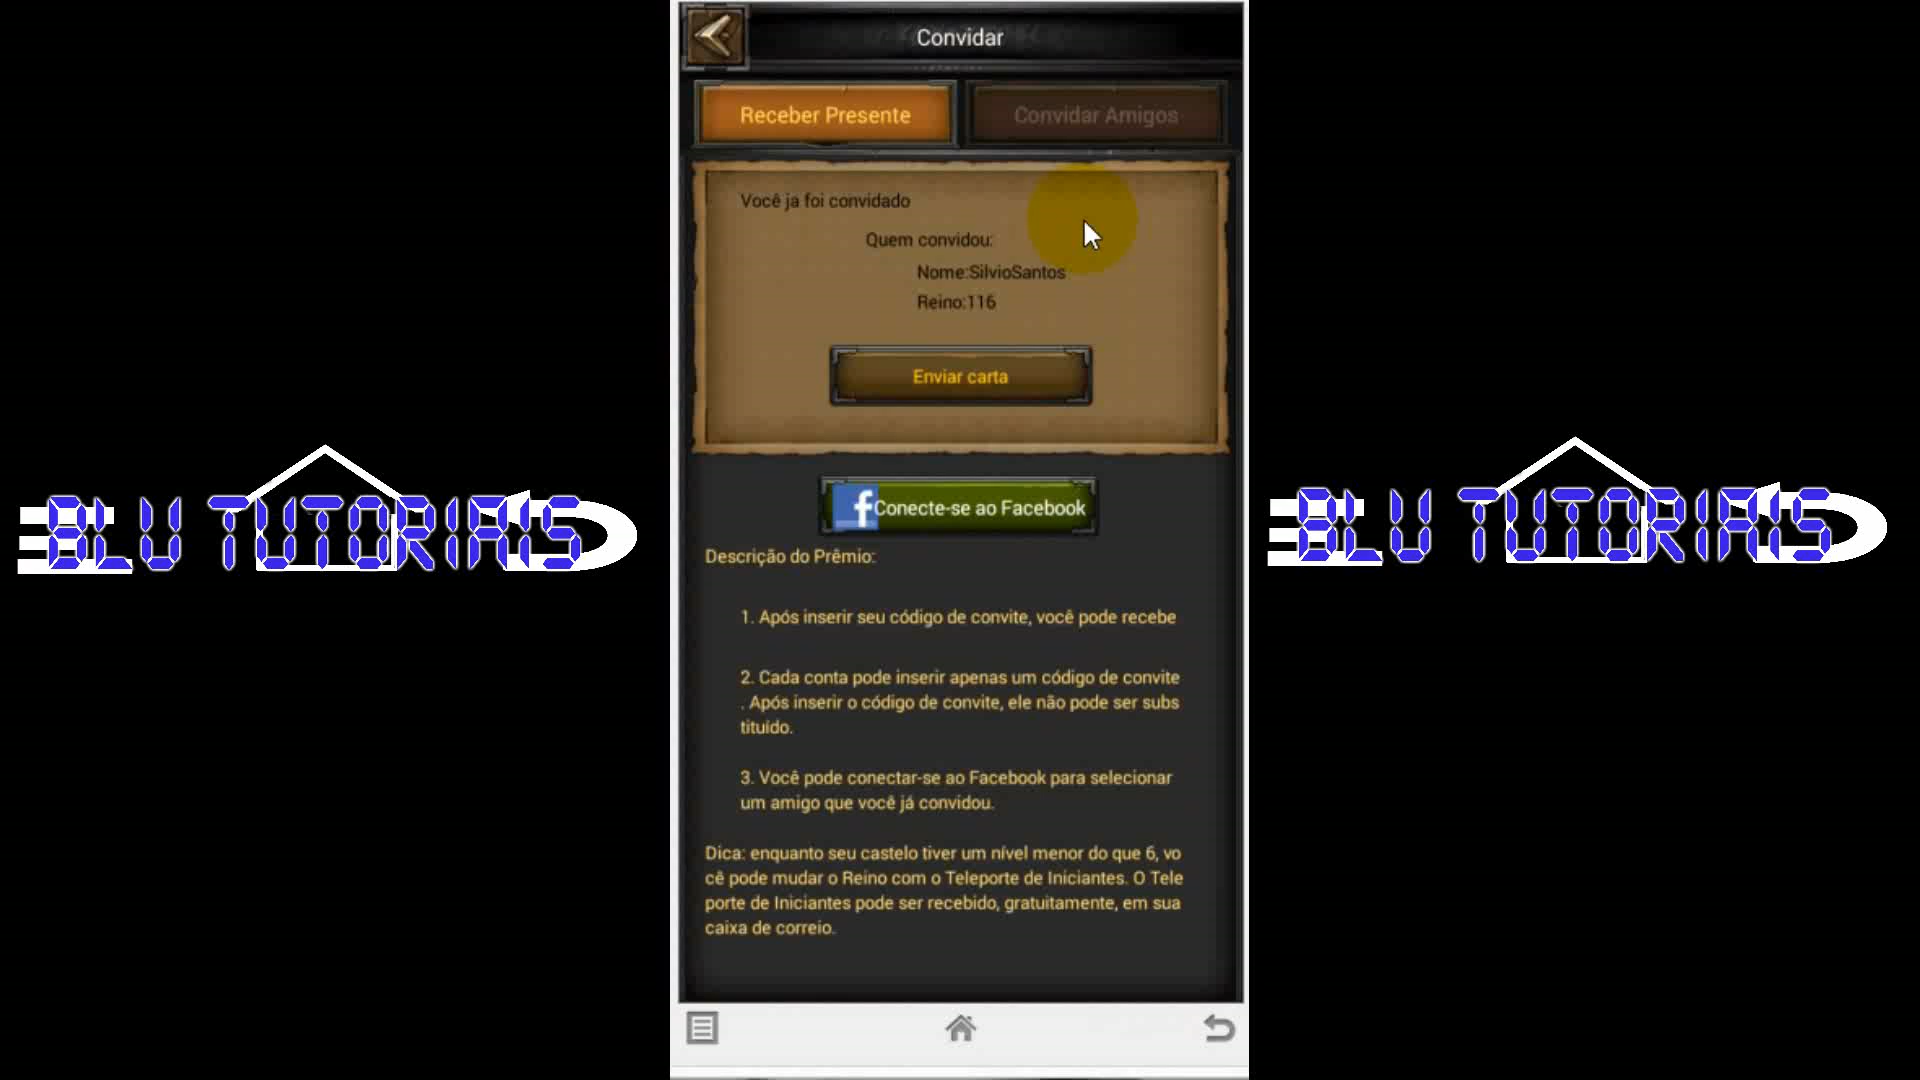 Convidar
Receber Presente
Convidar Amigos
Você ja foi convidado
Quem convidou:
Nome:SilvioSantos
Reino:116
Enviar carta
Conecte-se ao Facebook
Descrição do Prêmio:
1. Após inserir seu código de convite, você pode recebe
2. Cada conta pode inserir apenas um código de convite
. Após inserir o código de convite, ele não pode ser subs
tituído.
3. Você pode conectar-se ao Facebook para selecionar
um amigo que você já convidou.
Dica: enquanto seu castelo tiver um nível menor do que 6, vo
cê pode mudar o Reino com o Teleporte de Iniciantes. O Tele
porte de Iniciantes pode ser recebido, gratuitamente, em sua
caixa de correio.
BLU TUTORIAIS
BLU TUTORIAIS